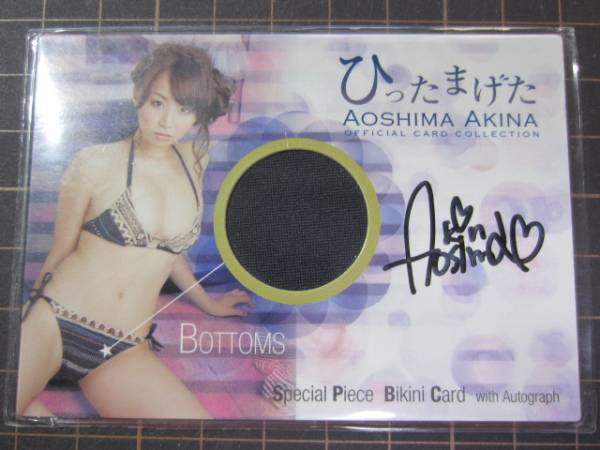 ひったまげた
AOSHIMA AKINA
OFFICIAL CARD COLLECTION
BOTTOMS
Special Piece Bikini Card with Autograph